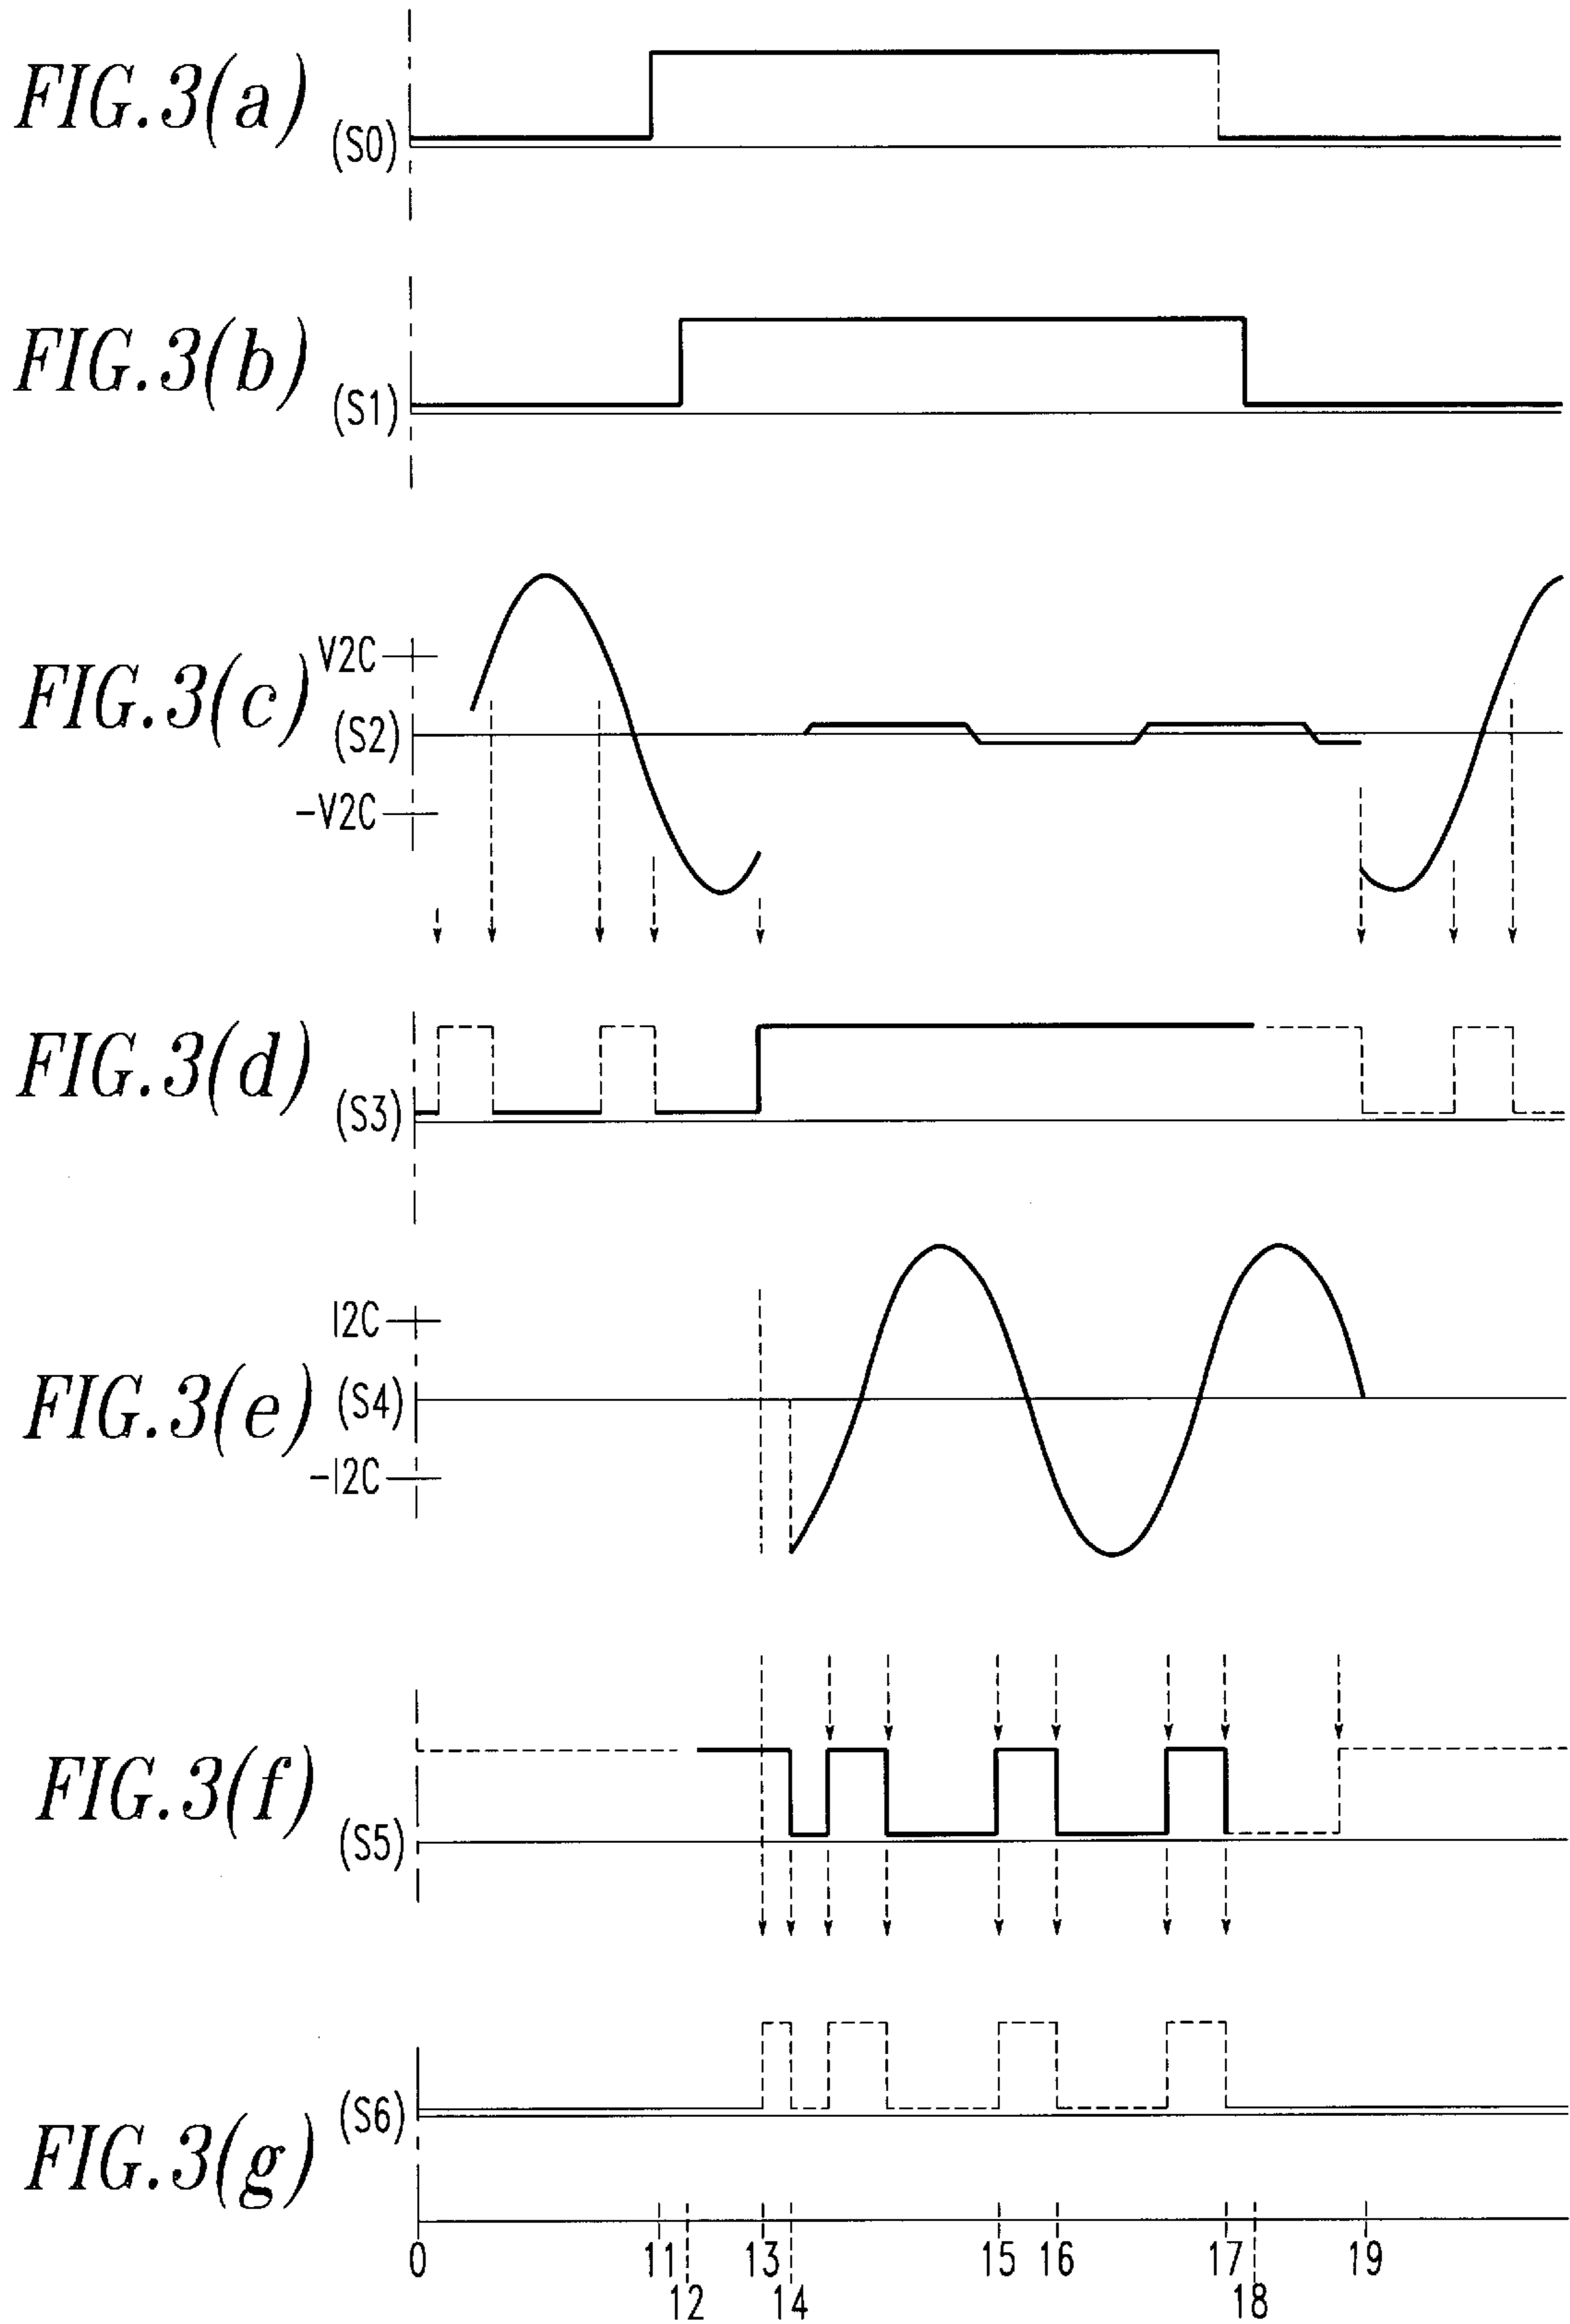 FIG.3(a)
(S0)
FIG.3(b)
(S1)
V2C
FIG.3(c)
(S2)
-V2C
FIG.3(d)
(S3)
I2C
FIG.3(e)
(S4)
-I2C
FIG.3(f)
(S5)
(S6)
FIG.3(g)
0 11 13 15 16 17 19
12 14 18